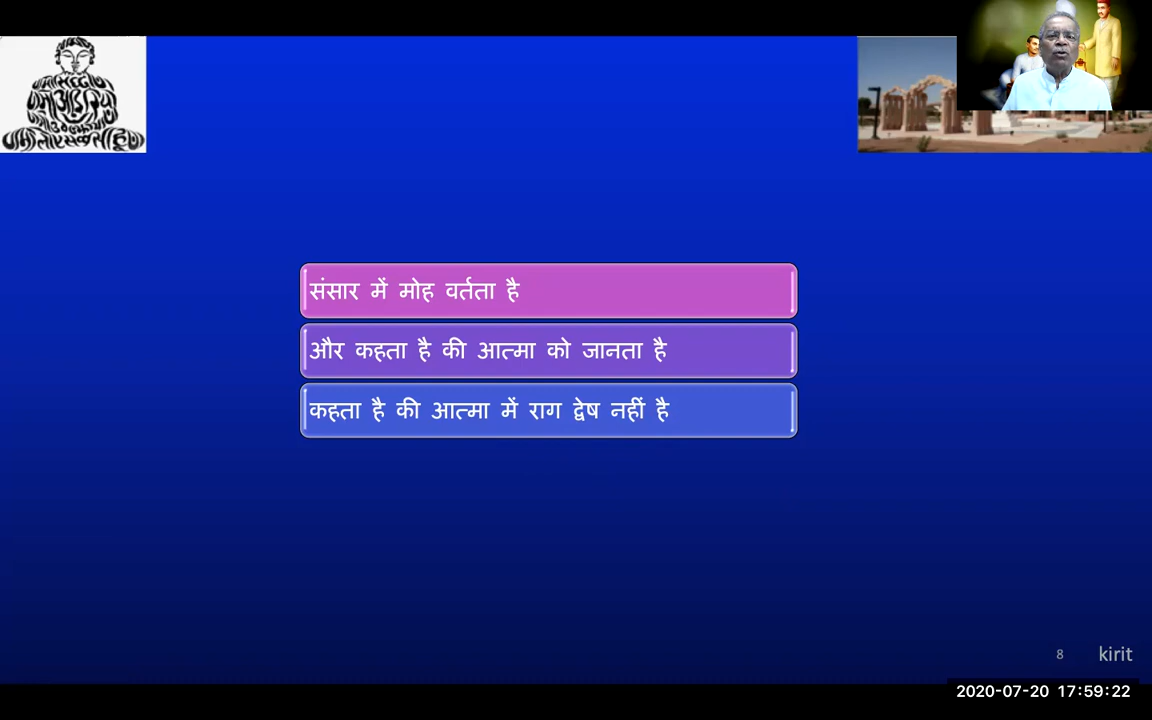 संसार में मोह वर्तता है
और कहता है की आत्मा को जानता है
कहता है की आत्मा में राग द्वेष नहीं है
8 kirit
2020-07-20 17:59:22